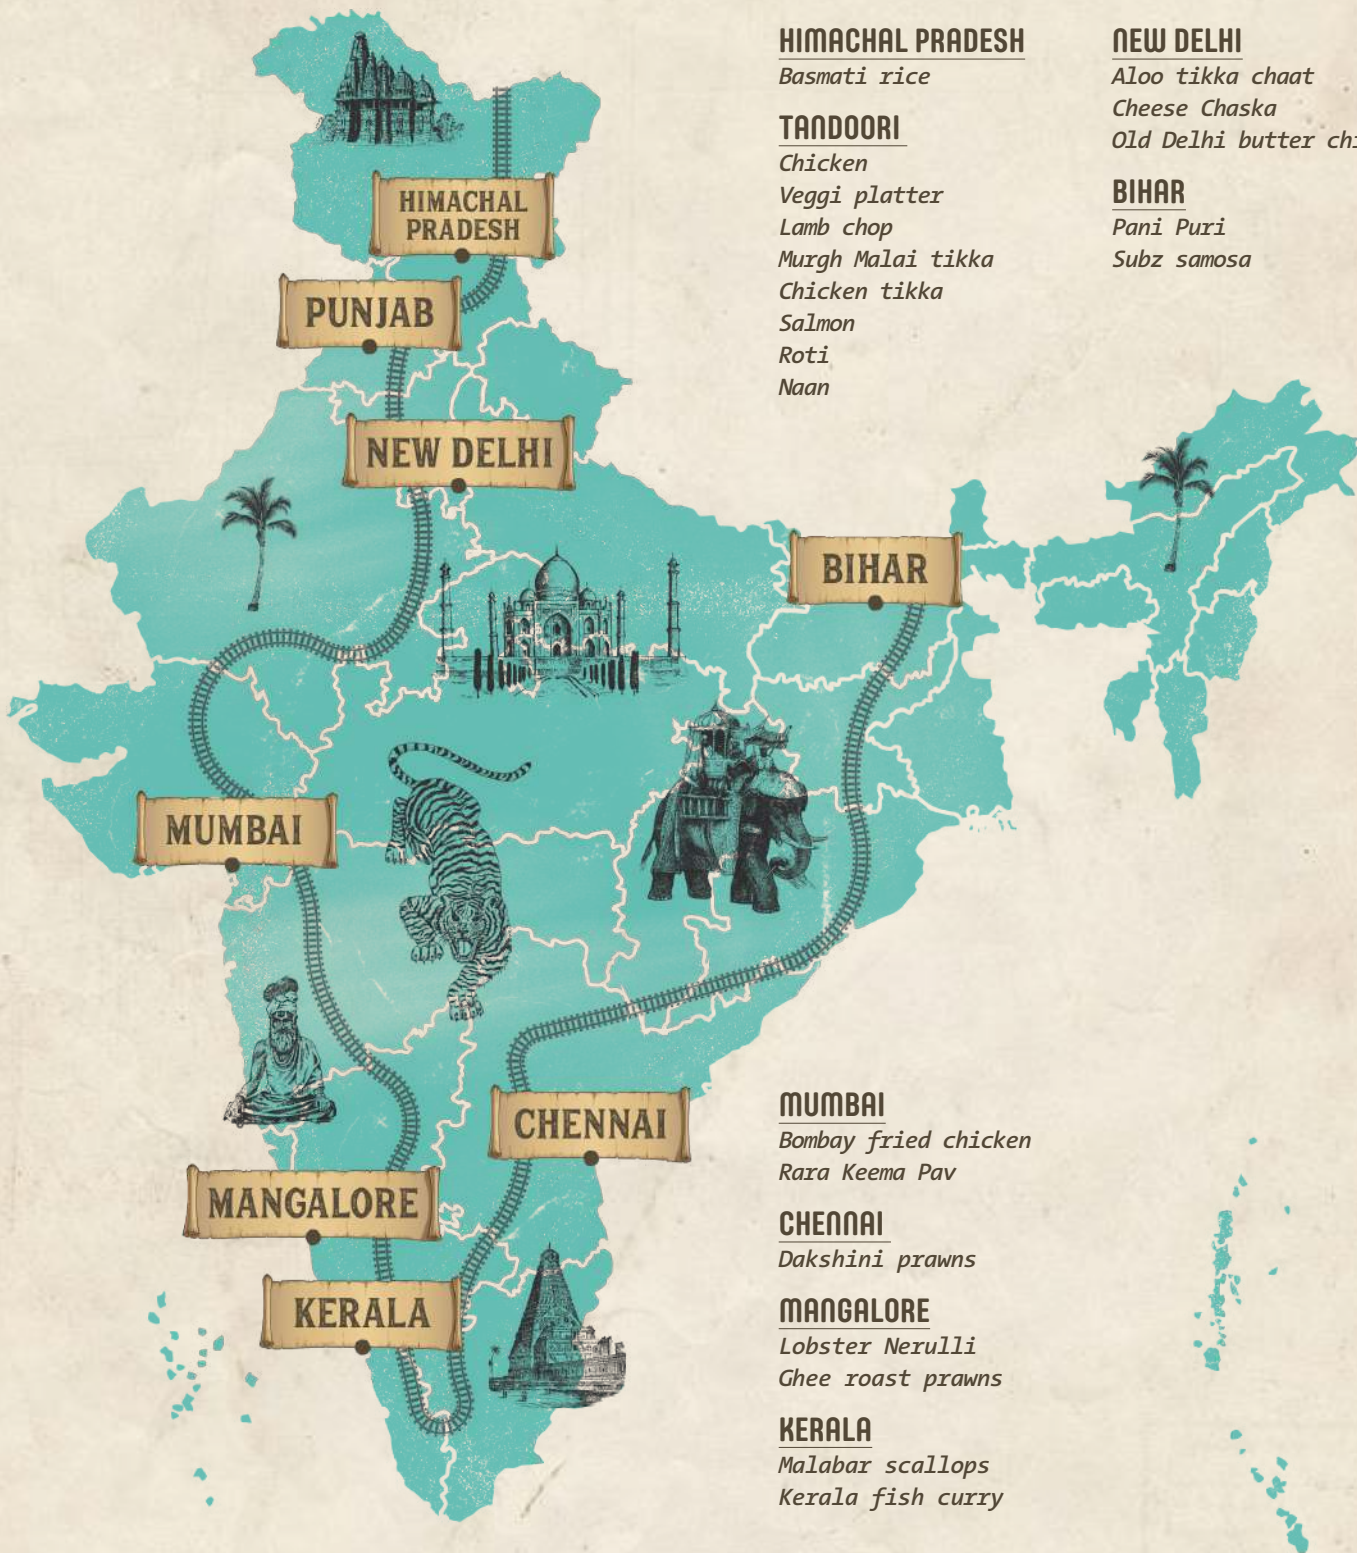 HIMACHAL PRADESH
Basmati rice
TANDOORI
Chicken
Veggi platter
Lamb chop
Murgh Malai tikka
Chicken tikka
Salmon
Roti
Naan
NEW DELHI
Aloo tikka chaat
Cheese Chaska
Old Delhi butter
BIHAR
Pani Puri
Subz samosa
HIMACHAL
PRADESH
PUNJAB
NEW DELHI
BIHAR
MUMBAI
CHENNAI
MANGALORE
KERALA
MUMBAI
Bombay fried chicken
Rara Keema Pav
CHENNAI
Dakshini prawns
MANGALORE
Lobster Nerulli
Ghee roast prawns
KERALA
Malabar scallops
Kerala fish curry